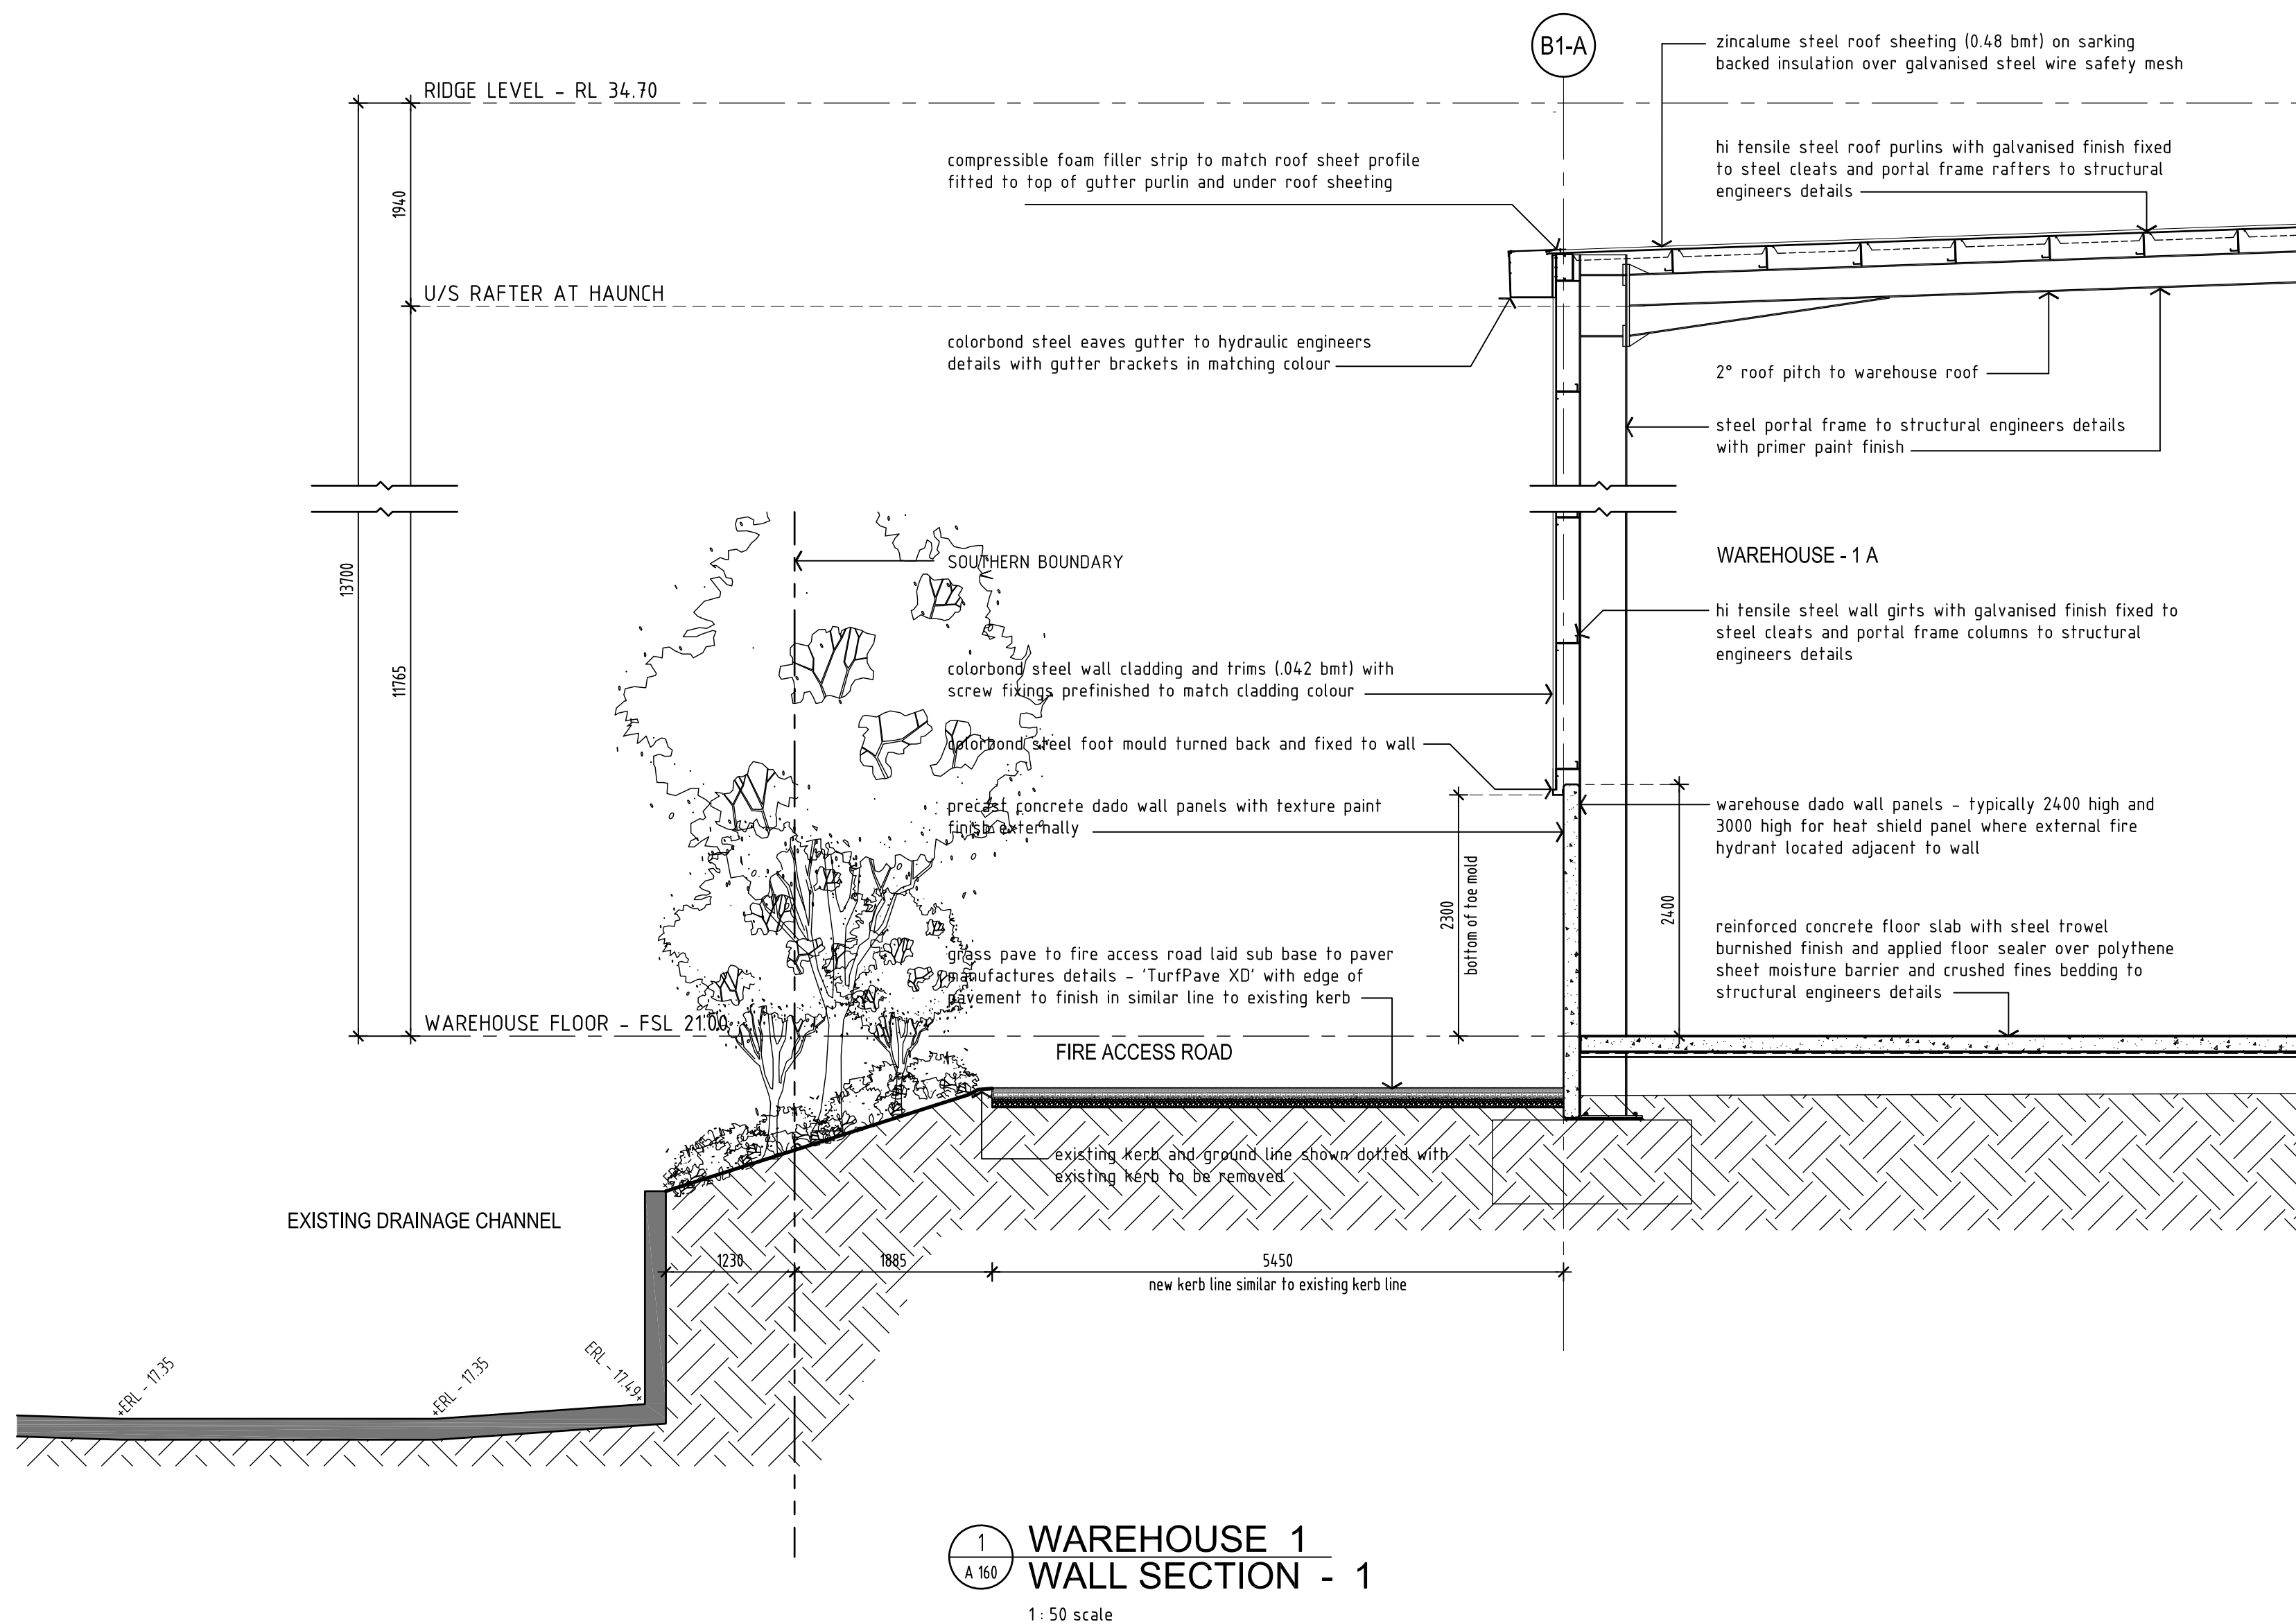 B1-A
zincalume steel roof sheeting (0.48 bmt) on sarking
backed insulation over galvanised steel wire safety mesh
RIDGE LEVEL - RL 34.70
hi tensile steel roof purlins with galvanised finish fixed
to steel cleats and portal frame rafters to structural
engineers details
compressible foam filler strip to match roof sheet profile
fitted to top of gutter purlin and under roof sheeting
1940
U/S RAFTER AT HAUNCH
colorbond steel eaves gutter to hydraulic engineers
details with gutter brackets in matching colour
2° roof pitch to warehouse roof
steel portal frame to structural engineers details
with primer paint finish
SOUTHERN BOUNDARY
WAREHOUSE - 1 A
13700
hi tensile steel wall girts with galvanised finish fixed to
steel cleats and portal frame columns to structural
engineers details
11765
colorbond steel wall cladding and trims (.042 bmt) with
screw fixings prefinished to match cladding colour
colorbond steel foot mould turned back and fixed to wall
precast concrete dado wall panels with texture paint
finish externally
warehouse dado wall panels - typically 2400 high and
3000 high for heat shield panel where external fire
hydrant located adjacent to wall
2300
bottom of toe mold
2400
reinforced concrete floor slab with steel trowel
burnished finish and applied floor sealer over polythene
sheet moisture barrier and crushed fines bedding to
structural engineers details
grass pave to fire access road laid sub base to paver
manufactures details - 'TurfPave XD' with edge of
pavement to finish in similar line to existing kerb
WAREHOUSE FLOOR - FSL 21.00
FIRE ACCESS ROAD
existing kerb and ground line shown dotted with
existing kerb to be removed
EXISTING DRAINAGE CHANNEL
1230
1885
5450
new kerb line similar to existing kerb line
+ERL - 17.35
+ERL - 17.35
ERL - 17.49+
1
A 160
WAREHOUSE 1
WALL SECTION - 1
1 : 50 scale